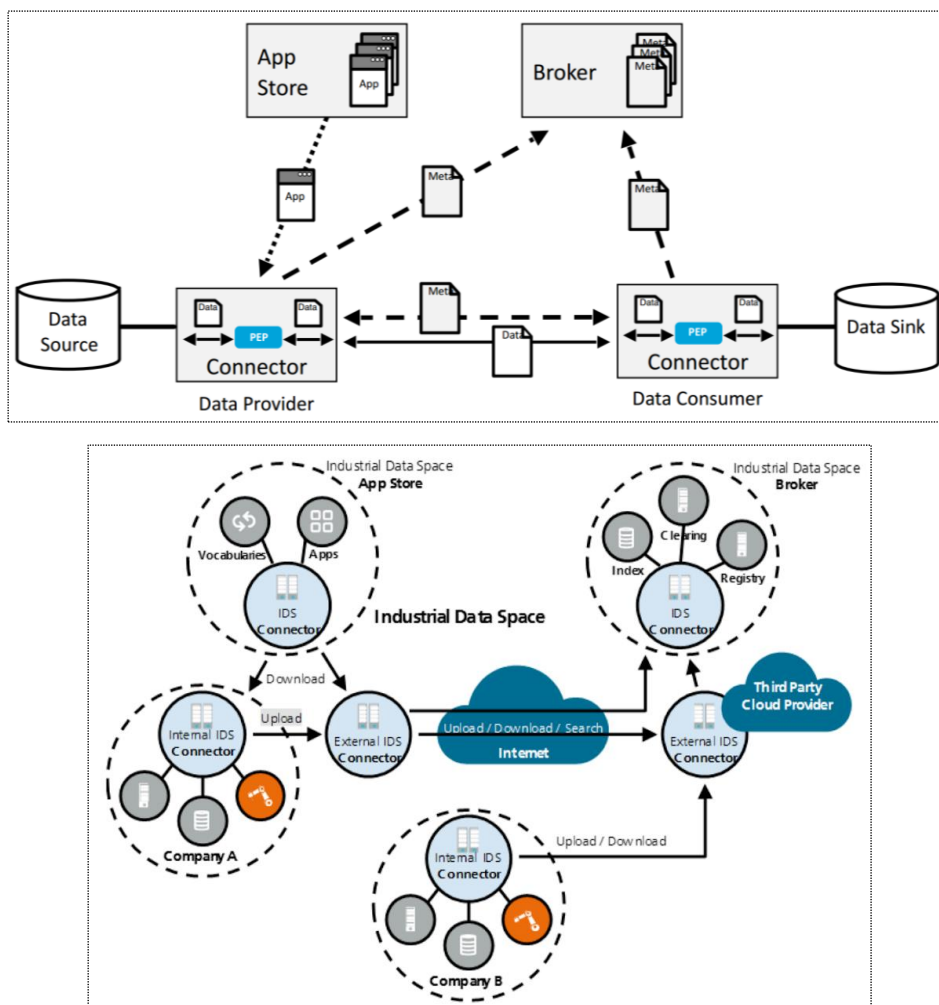 App
Store
App
Broker
Meta
Meta
Meta
App
Meta
Meta
Data
Source
Data
Data
PEP
Connector
Data Provider
Meta
Data
Data
Data
PEP
Connector
Data Consumer
Data Sink
Industrial Data Space
App Store
Vocabularies
Apps
IDS
Connector
Industrial Data Space
Broker
Clearing
Index
Registry
IDS
Connector
Industrial Data Space
Download
Internal IDS
Connector
Upload
External IDS
Connector
Upload / Download / Search
Internet
Third Party
Cloud Provider
External IDS
Connector
Company A
Internal IDS
Connector
Upload / Download
Company B